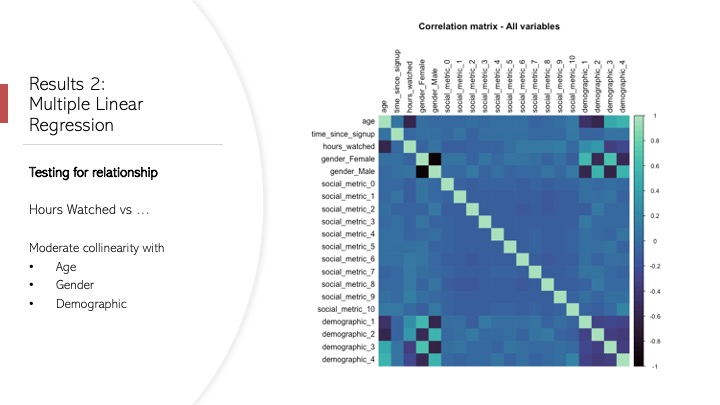 Results 2:
Multiple Linear
Regression
Testing for relationship
Hours Watched vs …
Moderate collinearity with
• Age
• Gender
• Demographic
Correlation matrix - All variables
age
time_since_signup
hours_watched
gender_Female
gender_Male
social_metric_0
social_metric_1
social_metric_2
social_metric_3
social_metric_4
social_metric_5
social_metric_6
social_metric_7
social_metric_8
social_metric_9
social_metric_10
demographic_1
demographic_2
demographic_3
demographic_4
age
time_since_signup
hours_watched
gender_Female
gender_Male
social_metric_0
social_metric_1
social_metric_2
social_metric_3
social_metric_4
social_metric_5
social_metric_6
social_metric_7
social_metric_8
social_metric_9
social_metric_10
demographic_1
demographic_2
demographic_3
demographic_4
1
0.8
0.6
0.4
0.2
0
-0.2
-0.4
-0.6
-0.8
-1